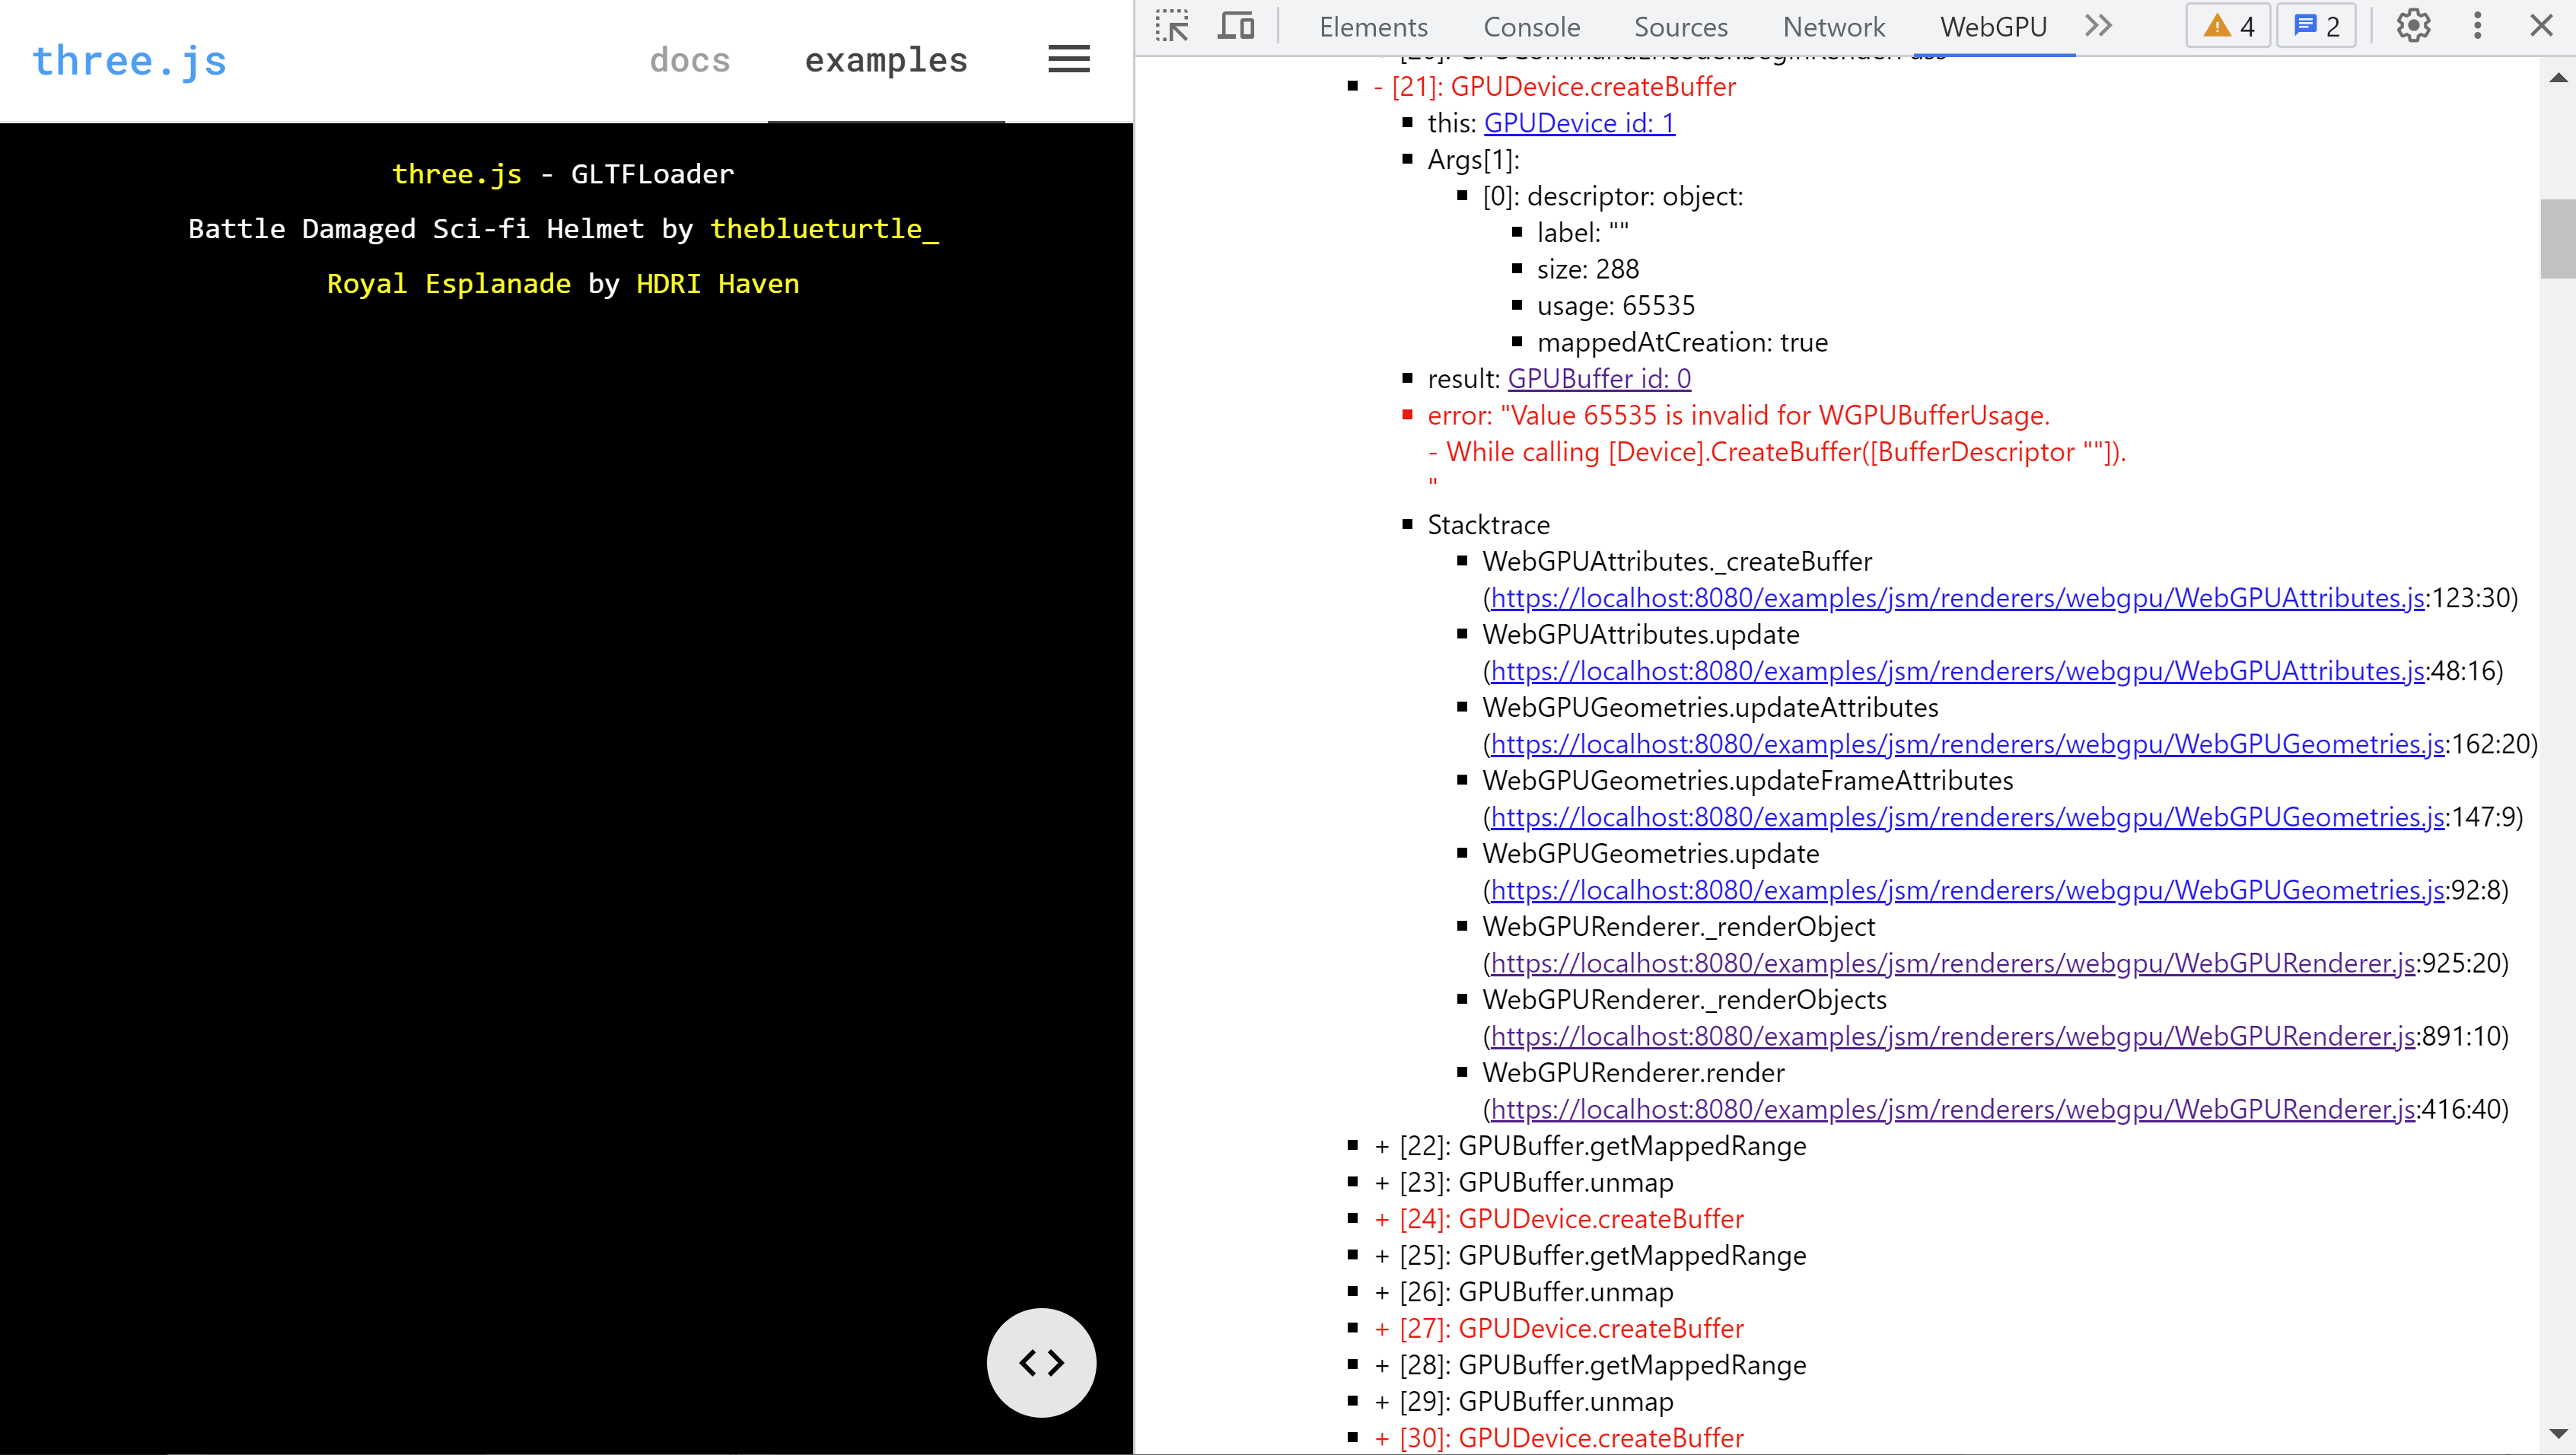 three.js
docs
examples
three.js - GLTFLoader
Battle Damaged Sci-fi Helmet by theblueturtle_
Royal Esplanade by HDRI Haven
< >
Elements
Console
Sources
Network
WebGPU
4
2
- [21]: GPUDevice.createBuffer
this: GPUDevice id: 1
Args[1]:
[0]: descriptor: object:
label: ""
size: 288
usage: 65535
mappedAtCreation: true
result: GPUBuffer id: 0
error: "Value 65535 is invalid for WGPUBufferUsage.
- While calling [Device].CreateBuffer([BufferDescriptor ""]).
"
Stacktrace
WebGPUAttributes._createBuffer
(https://localhost:8080/examples/jsm/renderers/webgpu/WebGPUAttributes.js:123:30)
WebGPUAttributes.update
(https://localhost:8080/examples/jsm/renderers/webgpu/WebGPUAttributes.js:48:16)
WebGPUGeometries.updateAttributes
(https://localhost:8080/examples/jsm/renderers/webgpu/WebGPUGeometries.js:162:20)
WebGPUGeometries.updateFrameAttributes
(https://localhost:8080/examples/jsm/renderers/webgpu/WebGPUGeometries.js:147:9)
WebGPUGeometries.update
(https://localhost:8080/examples/jsm/renderers/webgpu/WebGPUGeometries.js:92:8)
WebGPURenderer._renderObject
(https://localhost:8080/examples/jsm/renderers/webgpu/WebGPURenderer.js:925:20)
WebGPURenderer._renderObjects
(https://localhost:8080/examples/jsm/renderers/webgpu/WebGPURenderer.js:891:10)
WebGPURenderer.render
(https://localhost:8080/examples/jsm/renderers/webgpu/WebGPURenderer.js:416:40)
+ [22]: GPUBuffer.getMappedRange
+ [23]: GPUBuffer.unmap
+ [24]: GPUDevice.createBuffer
+ [25]: GPUBuffer.getMappedRange
+ [26]: GPUBuffer.unmap
+ [27]: GPUDevice.createBuffer
+ [28]: GPUBuffer.getMappedRange
+ [29]: GPUBuffer.unmap
+ [30]: GPUDevice.createBuffer